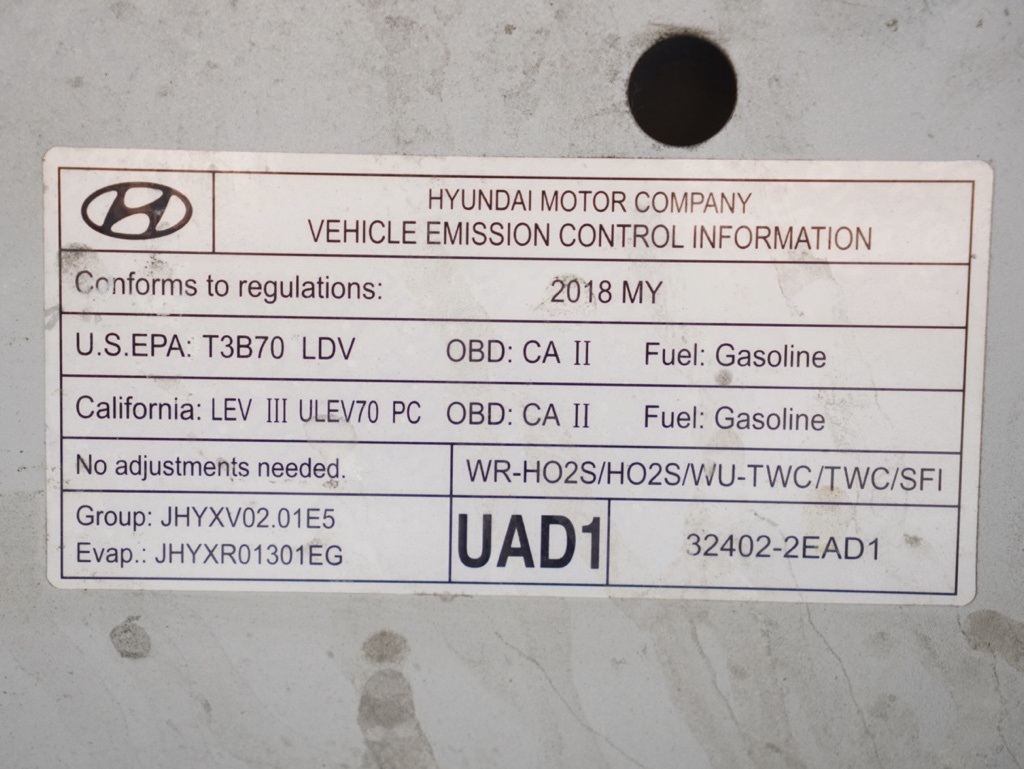 HYUNDAI MOTOR COMPANY
VEHICLE EMISSION CONTROL INFORMATION
Conforms to regulations: 2018 MY
U.S.EPA: T3B70 LDV OBD: CA II Fuel: Gasoline
California: LEV III ULEV70 PC OBD: CA II Fuel: Gasoline
No adjustments needed. WR-HO2S/HO2S/WU-TWC/TWC/SFI
Group: JHYXV02.01E5
Evap.: JHYXR01301EG
UAD1
32402-2EAD1